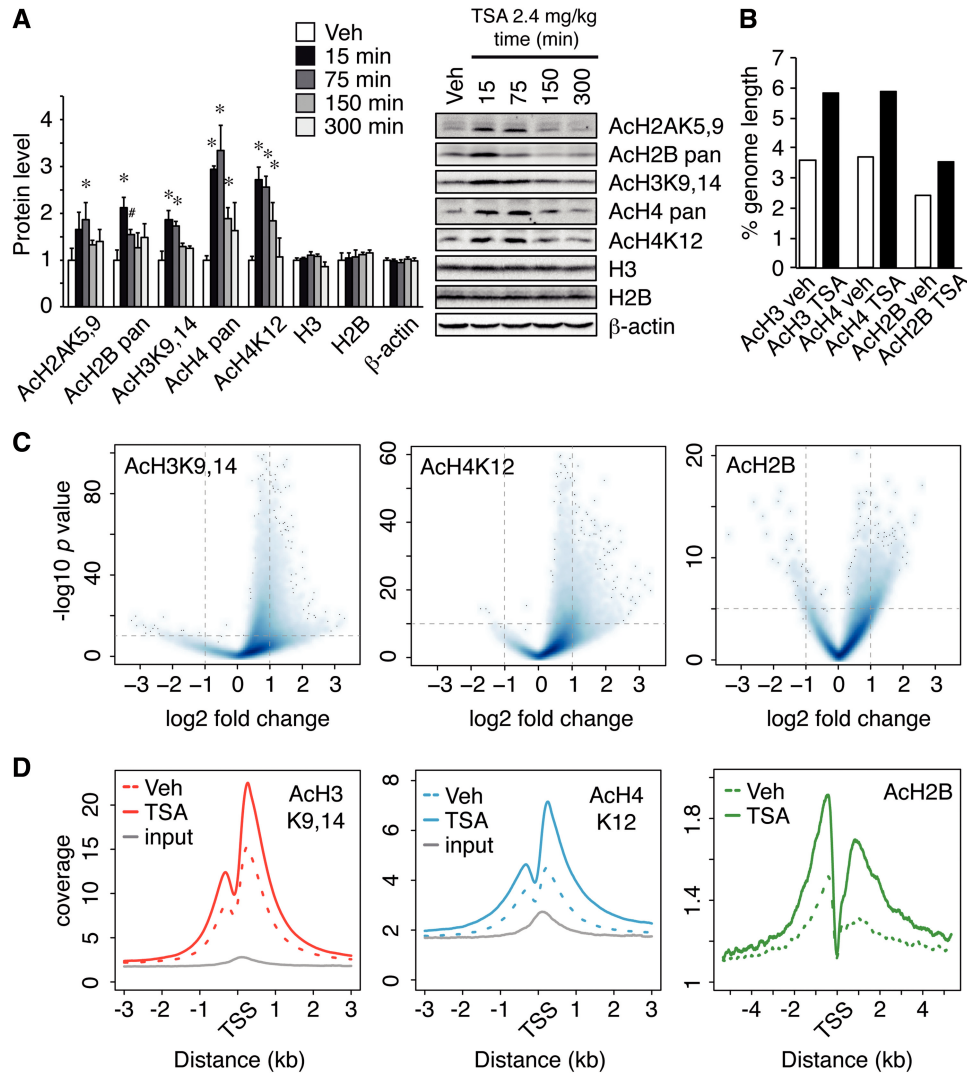 A
Veh
15 min
75 min
150 min
300 min
Protein level
5
4
3
2
1
0
* * # * * * * * * * *
AcH2AK5,9
AcH2B pan
AcH3K9,14
AcH4 pan
AcH4K12
H3
H2B
β-actin
TSA 2.4 mg/kg
time (min)
Veh 15 75 150 300
AcH2AK5,9
AcH2B pan
AcH3K9,14
AcH4 pan
AcH4K12
H3
H2B
β-actin
B
% genome length
7
6
5
4
3
2
1
0
AcH3 veh
AcH3 TSA
AcH4 veh
AcH4 TSA
AcH2B veh
AcH2B TSA
C
-log10 p value
AcH3K9,14
80
40
0
−3 −2 −1 0 1 2 3
log2 fold change
AcH4K12
60
40
20
0
−3 −2 −1 0 1 2 3
log2 fold change
AcH2B
20
10
0
−3 −2 −1 0 1 2 3
log2 fold change
D
coverage
Veh
TSA
input
AcH3
K9,14
20
15
10
5
0
-3 -2 -1 TSS 1 2 3
Distance (kb)
Veh
TSA
input
AcH4
K12
8
6
4
2
0
-3 -2 -1 TSS 1 2 3
Distance (kb)
Veh
TSA
AcH2B
1.8
1.4
1
-4 -2 TSS 2 4
Distance (kb)